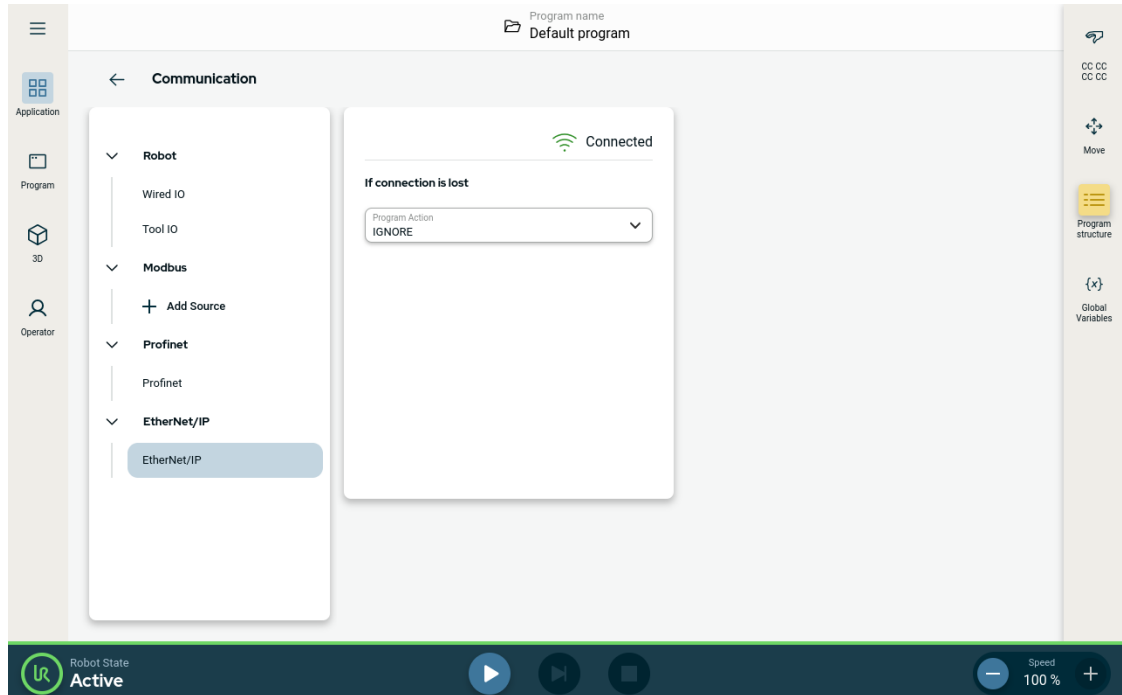 Program name
Default program
Application
Program
3D
Operator
Communication
Robot
Wired IO
Tool IO
Modbus
Add Source
Profinet
Profinet
EtherNet/IP
EtherNet/IP
Connected
If connection is lost
Program Action
IGNORE
CC CC
CC CC
Move
Program
structure
{x}
Global
Variables
UR
Robot State
Active
Speed
100 %